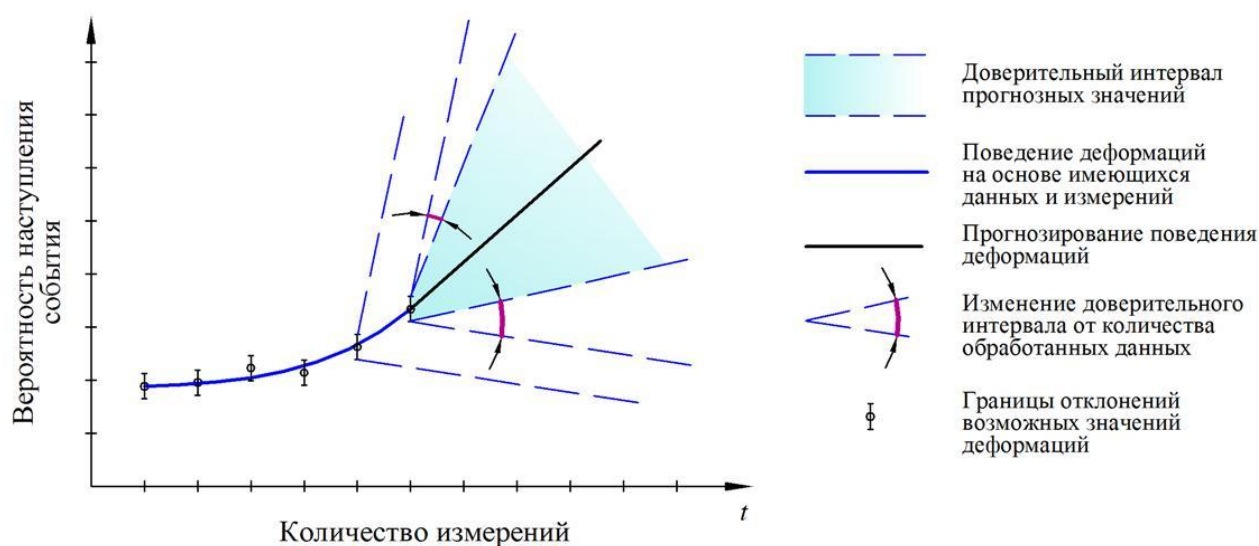 Вероятность наступления
события
Количество измерений
t
Доверительный интервал
прогнозных значений
Поведение деформаций
на основе имеющихся
данных и измерений
Прогнозирование поведения
деформаций
Изменение доверительного
интервала от количества
обработанных данных
Границы отклонений
возможных значений
деформаций